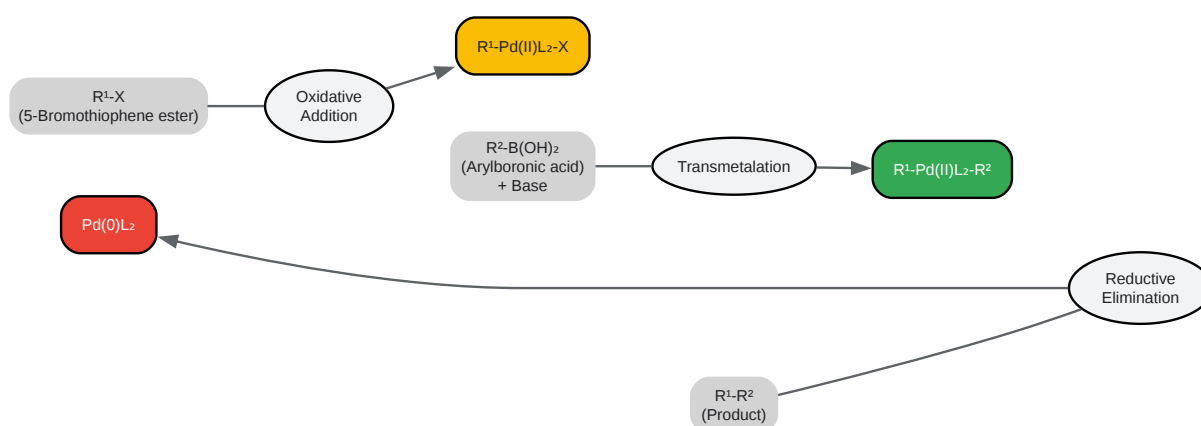 R¹-Pd(II)L₂-X
R¹-X
(5-Bromothiophene ester)
Oxidative
Addition
R²-B(OH)₂
(Arylboronic acid)
+ Base
Transmetalation
R¹-Pd(II)L₂-R²
Pd(0)L₂
Reductive
Elimination
R¹-R²
(Product)